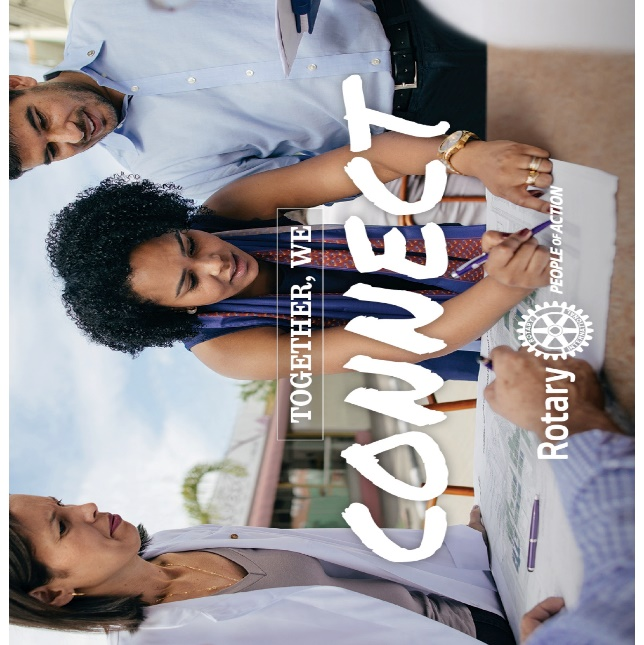 TOGETHER, WE
CONNECT
Rotary
PEOPLE OF ACTION